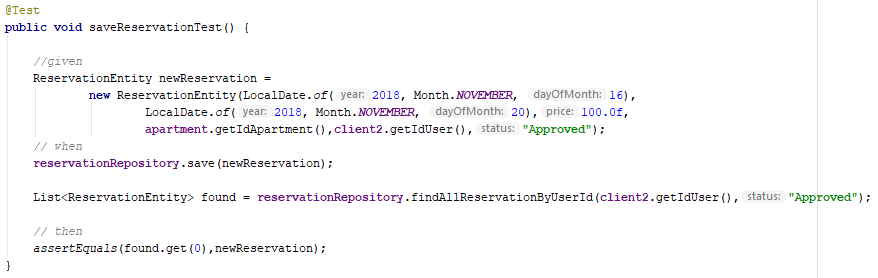 @Test
public void saveReservationTest() {
//given
ReservationEntity newReservation =
new ReservationEntity(LocalDate.of( year: 2018, Month.NOVEMBER, dayOfMonth: 16),
LocalDate.of( year: 2018, Month.NOVEMBER, dayOfMonth: 20), price: 100.0f,
apartment.getIdApartment(),client2.getIdUser(), status: "Approved");
// when
reservationRepository.save(newReservation);
List<ReservationEntity> found = reservationRepository.findAllReservationByUserId(client2.getIdUser(), status: "Approved");
// then
assertEquals(found.get(0),newReservation);
}